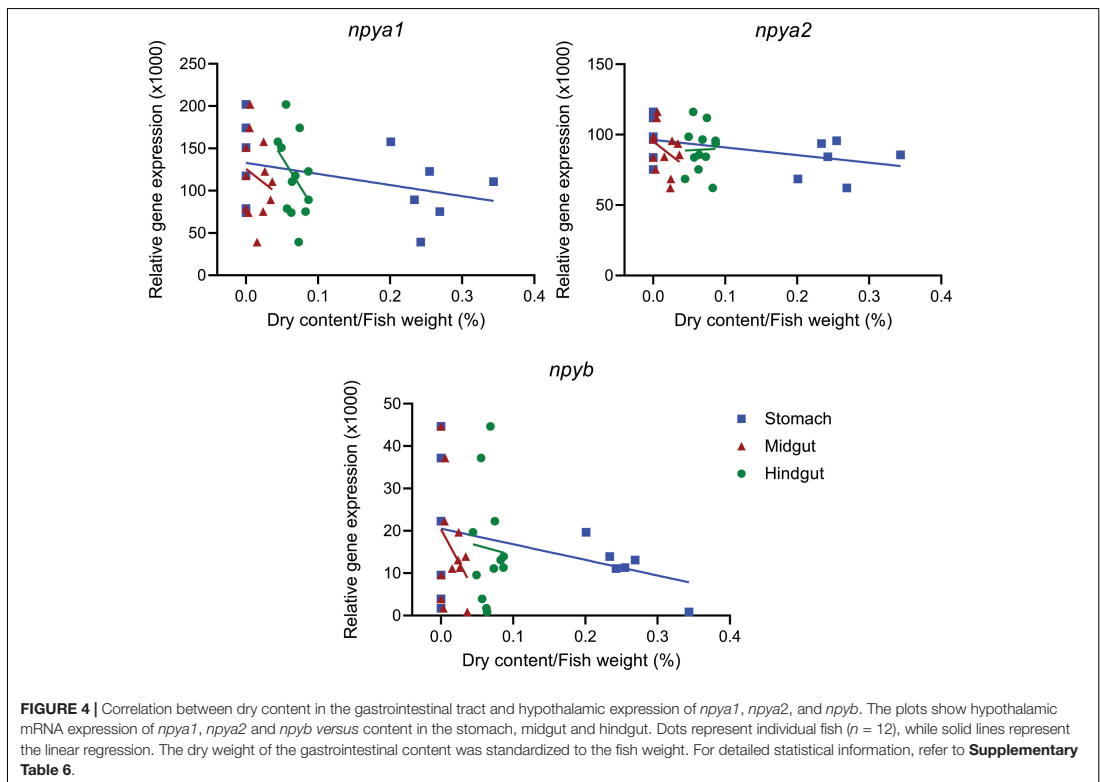 npya1
250
200
150
100
50
0
Relative gene expression (x1000)
0.0 0.1 0.2 0.3 0.4
Dry content/Fish weight (%)
npya2
150
100
50
0
Relative gene expression (x1000)
0.0 0.1 0.2 0.3 0.4
Dry content/Fish weight (%)
npyb
50
40
30
20
10
0
Relative gene expression (x1000)
0.0 0.1 0.2 0.3 0.4
Dry content/Fish weight (%)
Stomach
Midgut
Hindgut
FIGURE 4 | Correlation between dry content in the gastrointestinal tract and hypothalamic expression of npya1, npya2, and npyb. The plots show hypothalamic
mRNA expression of npya1, npya2 and npyb versus content in the stomach, midgut and hindgut. Dots represent individual fish (n = 12), while solid lines represent
the linear regression. The dry weight of the gastrointestinal content was standardized to the fish weight. For detailed statistical information, refer to Supplementary
Table 6.